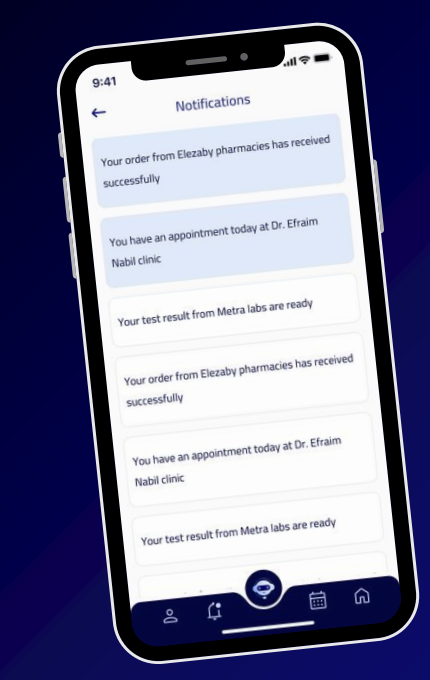 9:41
Notifications
Your order from Elezaby pharmacies has received
successfully
You have an appointment today at Dr. Efraim
Nabil clinic
Your test result from Metra labs are ready
Your order from Elezaby pharmacies has received
successfully
You have an appointment today at Dr. Efraim
Nabil clinic
Your test result from Metra labs are ready